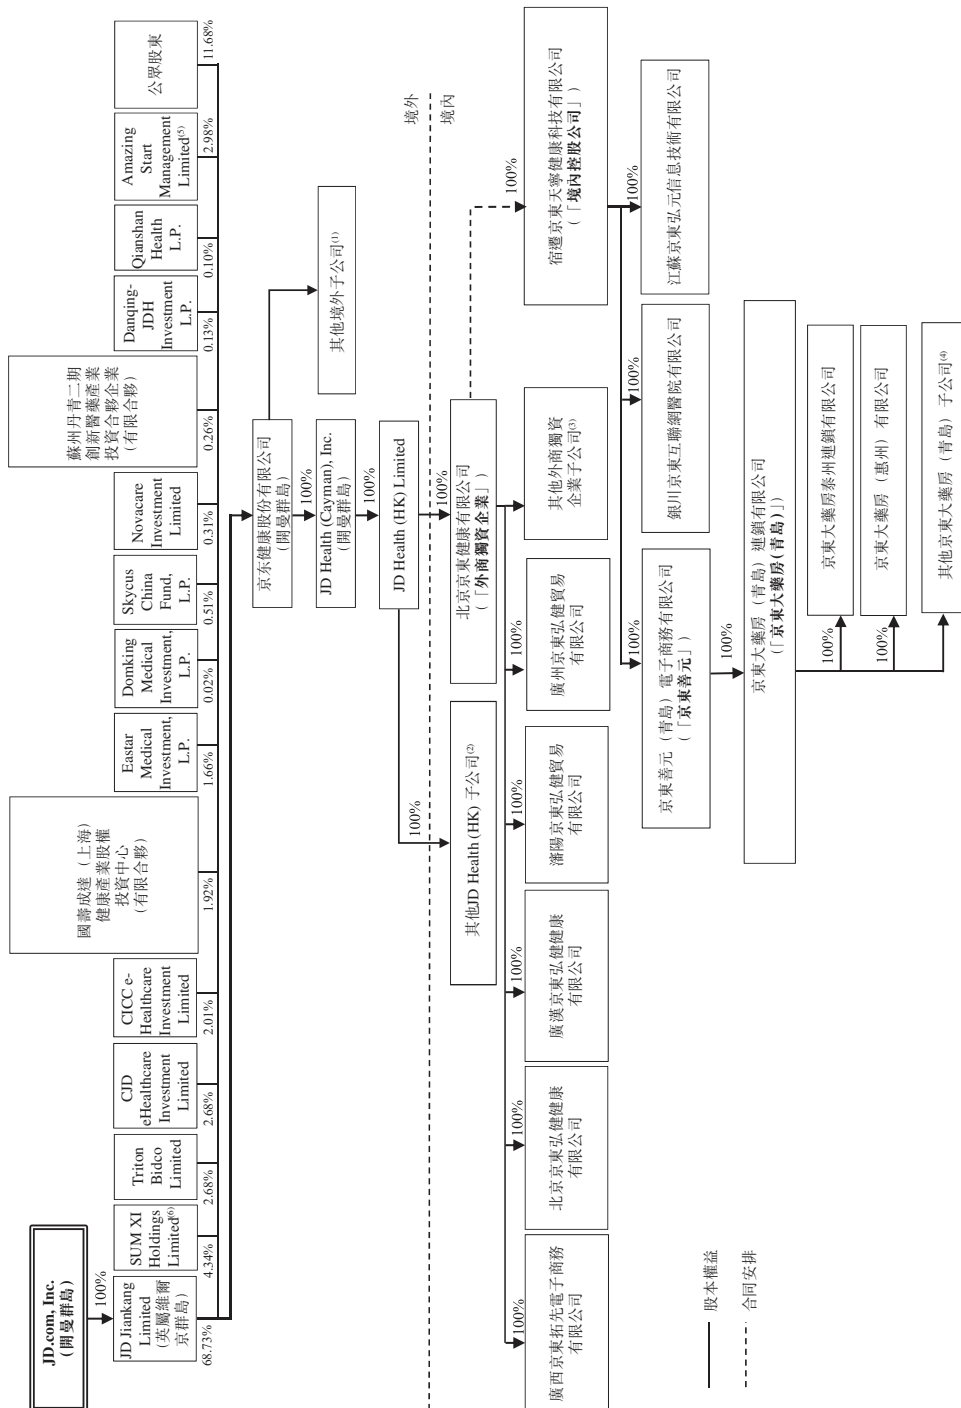 JD.com, Inc.
(開曼群島)
100%
JD Jiankang
Limited
(英屬維爾
京群島)
68.73%
SUM XI
Holdings
Limited(6)
4.34%
Triton
Bidco
Limited
2.68%
CJD
eHealthcare
Investment
Limited
2.68%
CICC e-
Healthcare
Investment
Limited
2.01%
國壽成達（上海）
健康產業股權
投資中心
（有限合夥）
1.92%
Eastar
Medical
Investment,
L.P.
1.66%
Donking
Medical
Investment,
L.P.
0.02%
Skycus
China
Fund,
L.P.
0.51%
Novacare
Investment
Limited
0.31%
蘇州丹青二期
創新醫藥產業
投資合夥企業
（有限合夥）
0.26%
Danqing-
JDH
Investment
L.P.
0.13%
Qianshan
Health
L.P.
0.10%
Amazing
Start
Management
Limited(5)
2.98%
公眾股東
11.68%
京东健康股份有限公司
（開曼群島）
其他境外子公司(1)
100%
JD Health (Cayman), Inc.
（開曼群島）
100%
JD Health (HK) Limited
境外
境內
100%
其他JD Health (HK) 子公司(2)
100%
北京京東健康有限公司
（「外商獨資企業」）
100%
廣西京東拓先電子商務
有限公司
100%
北京京東弘健健康
有限公司
100%
廣漢京東弘健健康
有限公司
100%
瀋陽京東弘健貿易
有限公司
100%
廣州京東弘健貿易
有限公司
其他外商獨資
企業子公司(3)
100%
宿遷京東天寧健康科技有限公司
（「境內控股公司」）
100%
京東善元（青島）電子商務有限公司
（「京東善元」）
100%
銀川京東互聯網醫院有限公司
100%
江蘇京東弘元信息技術有限公司
100%
京東大藥房（青島）連鎖有限公司
（「京東大藥房(青島)」）
100%
京東大藥房泰州連鎖有限公司
100%
京東大藥房（惠州）有限公司
其他京東大藥房（青島）子公司(4)
股本權益
合同安排